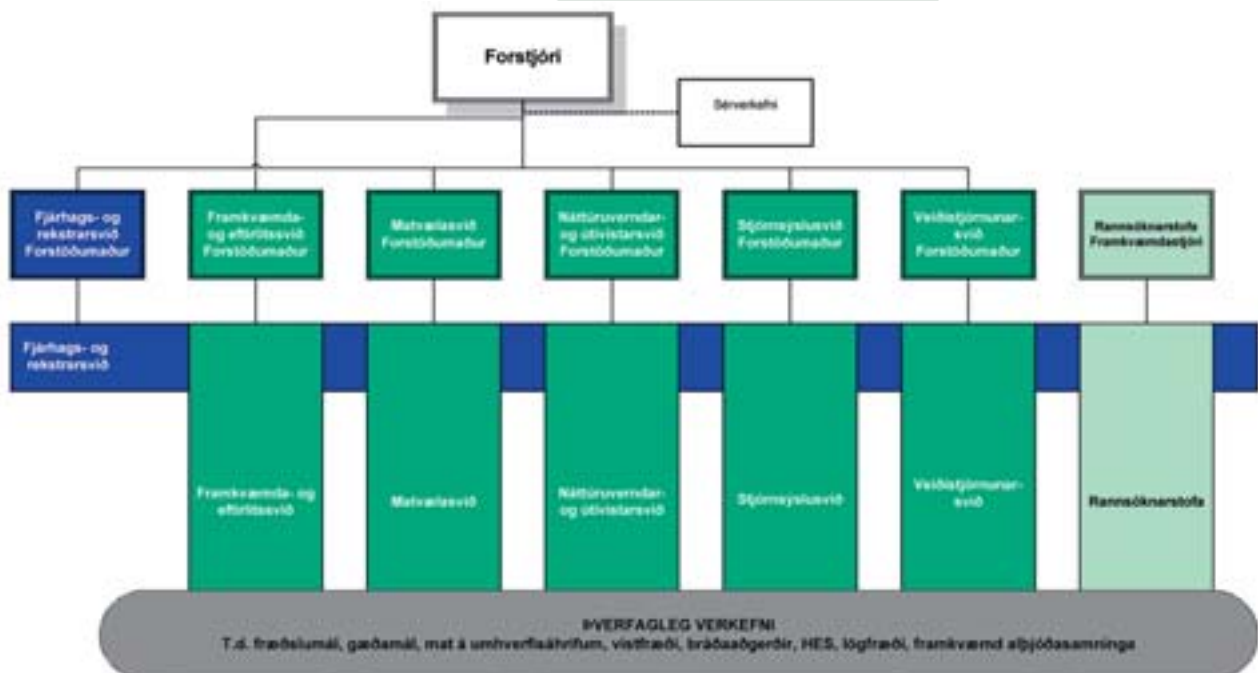 Forstjóri
Sérverkefni
Fjárhags- og
rekstrarsvið
Forstöðumaður
Framkvæmda-
og eftirlitssvið
Forstöðumaður
Matvælasvið
Forstöðumaður
Náttúruverndar-
og útivistarsvið
Forstöðumaður
Stjórnsýslusvið
Forstöðumaður
Veiðistjórnunar-
svið
Forstöðumaður
Rannsóknarstofa
Framkvæmdastjóri
Fjárhags- og
rekstrarsvið
Framkvæmda- og
eftirlitssvið
Matvælasvið
Náttúruverndar-
og útivistarsvið
Stjórnsýslusvið
Veiðistjórnunar-
svið
Rannsóknarstofa
ÞVERFAGLEG VERKEFNI
T.d. fræðslumál, gæðamál, mat á umhverfisáhrifum, vistfræði, bráðaaðgerðir, HES, lögfræði, framkvæmd alþjóðasamninga